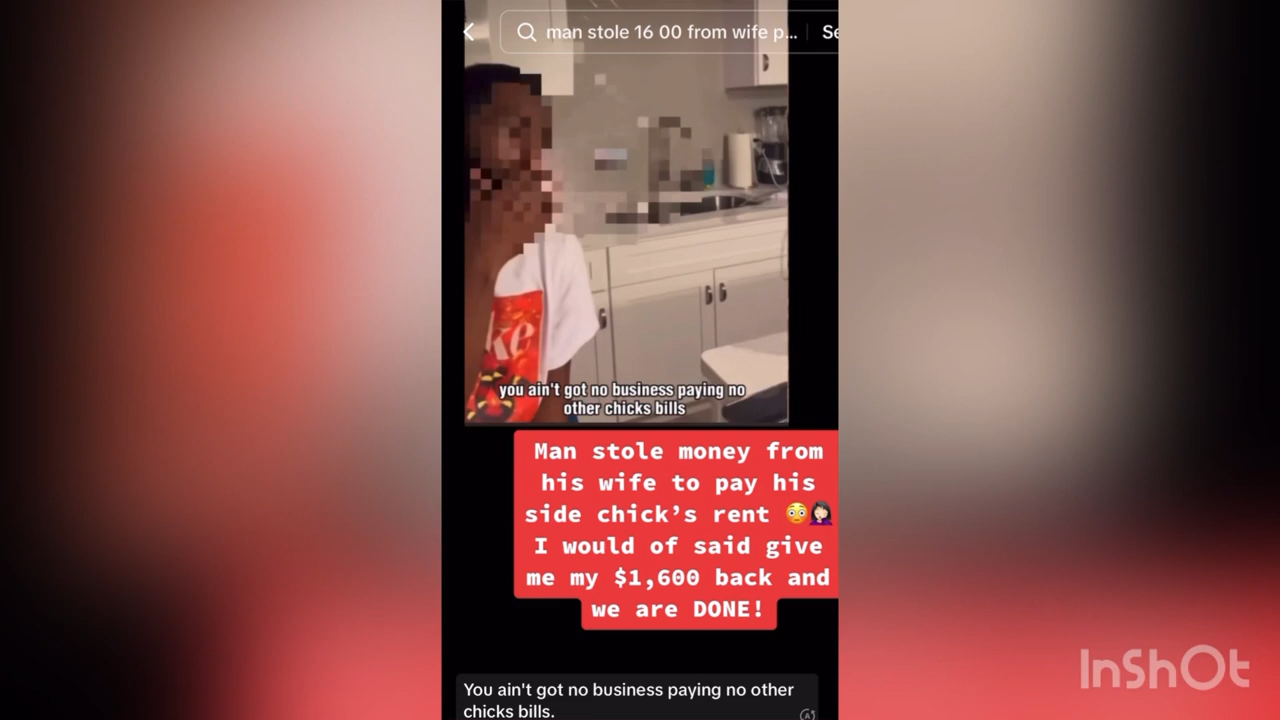 man stole 16 00 from wife p...
Se
ke
you ain't got no business paying no
other chicks bills
Man stole money from
his wife to pay his
side chick’s rent 😳🤦🏻‍♀️
I would of said give
me my $1,600 back and
we are DONE!
You ain't got no business paying no other
chicks bills.
InShOt